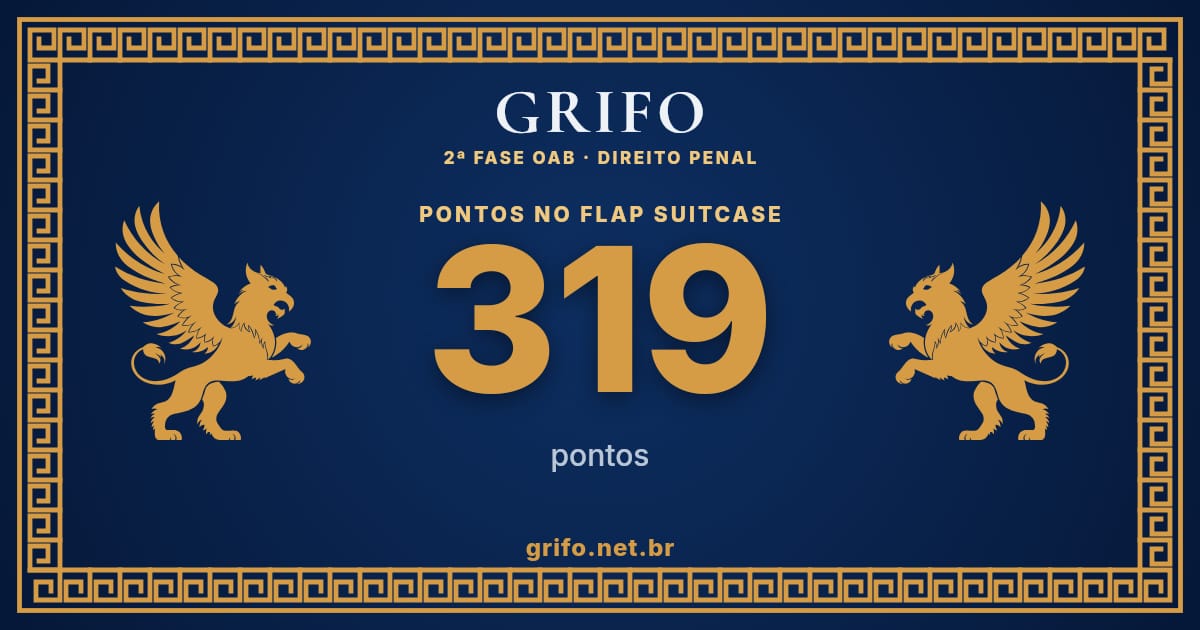 GRIFO
2ª FASE OAB · DIREITO PENAL
PONTOS NO FLAP SUITCASE
319
pontos
grifo.net.br